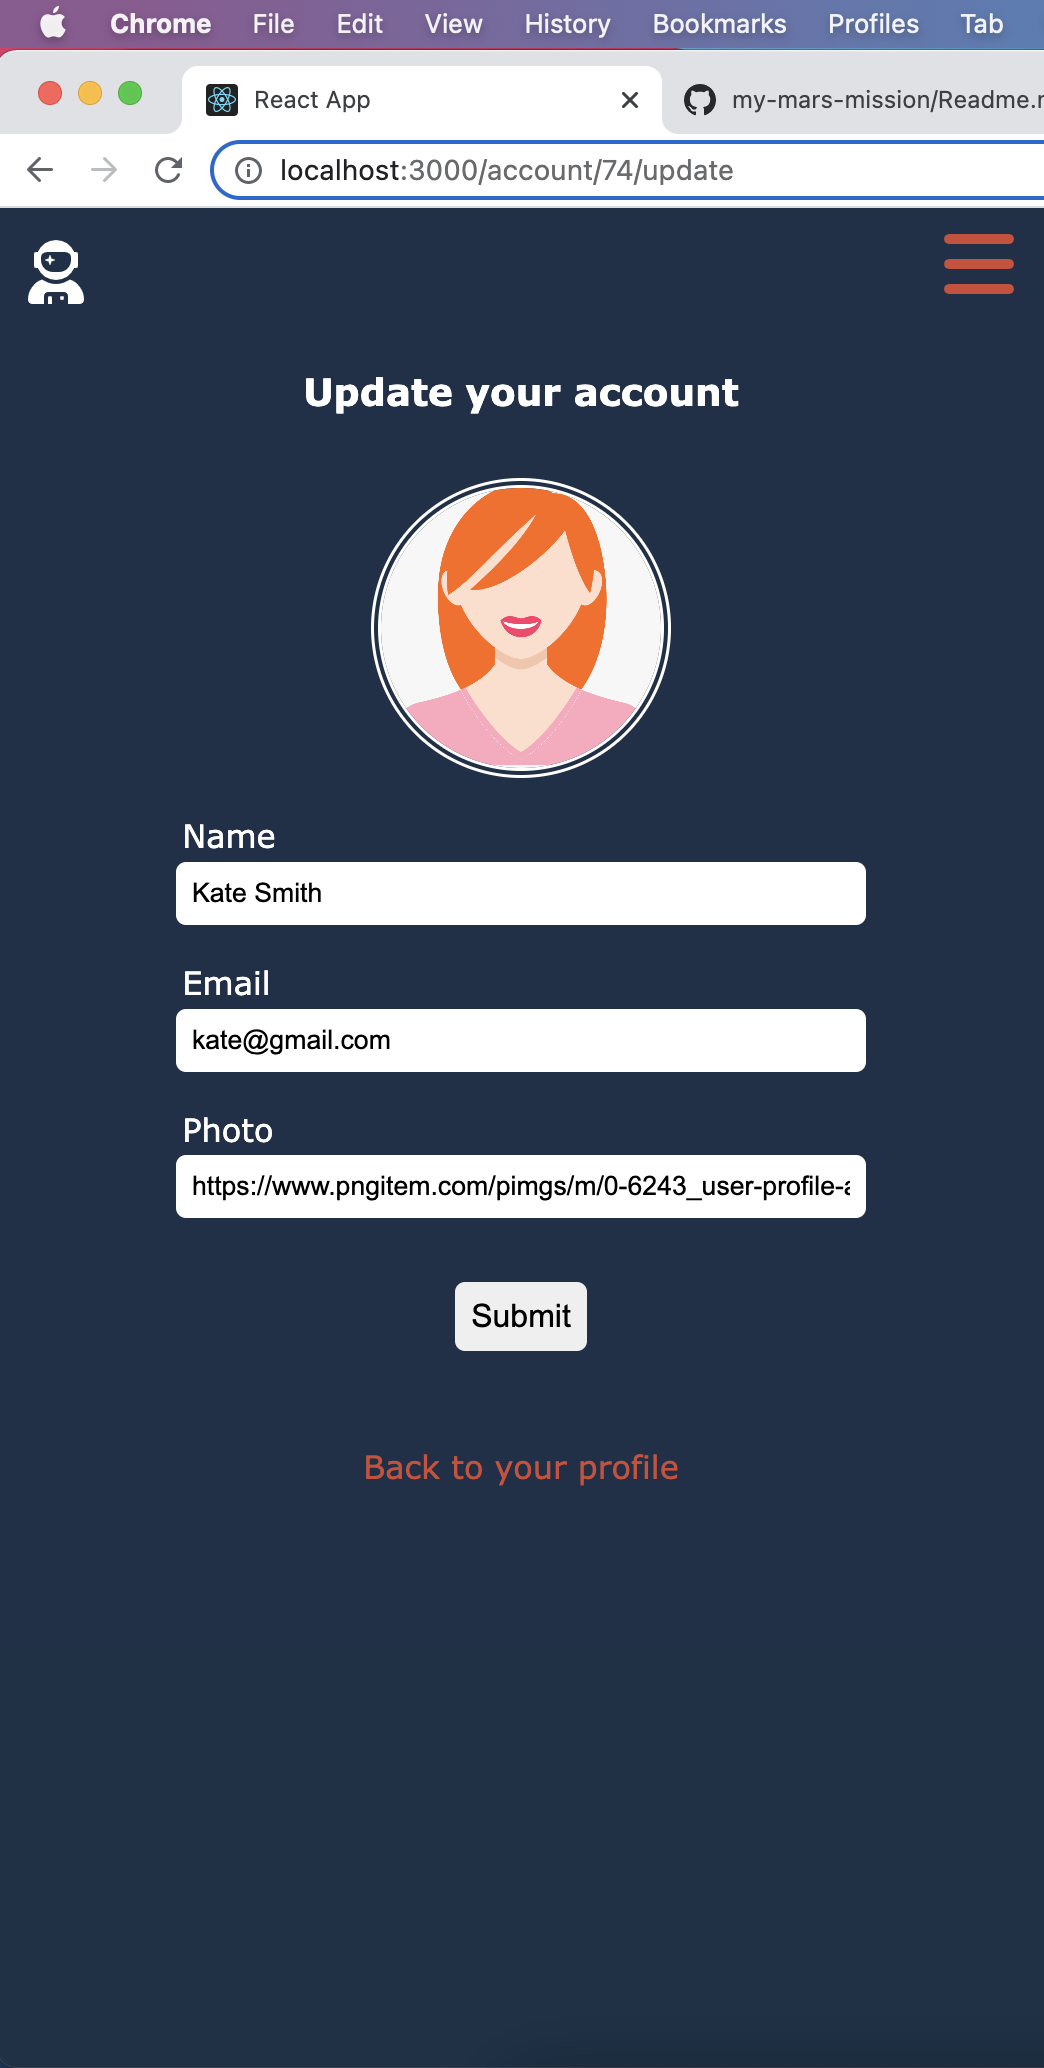 Chrome File Edit View History Bookmarks Profiles Tab
React App my-mars-mission/Readme.
localhost:3000/account/74/update
Update your account
Name
Kate Smith
Email
kate@gmail.com
Photo
https://www.pngitem.com/pimgs/m/0-6243_user-profile-a
Submit
Back to your profile